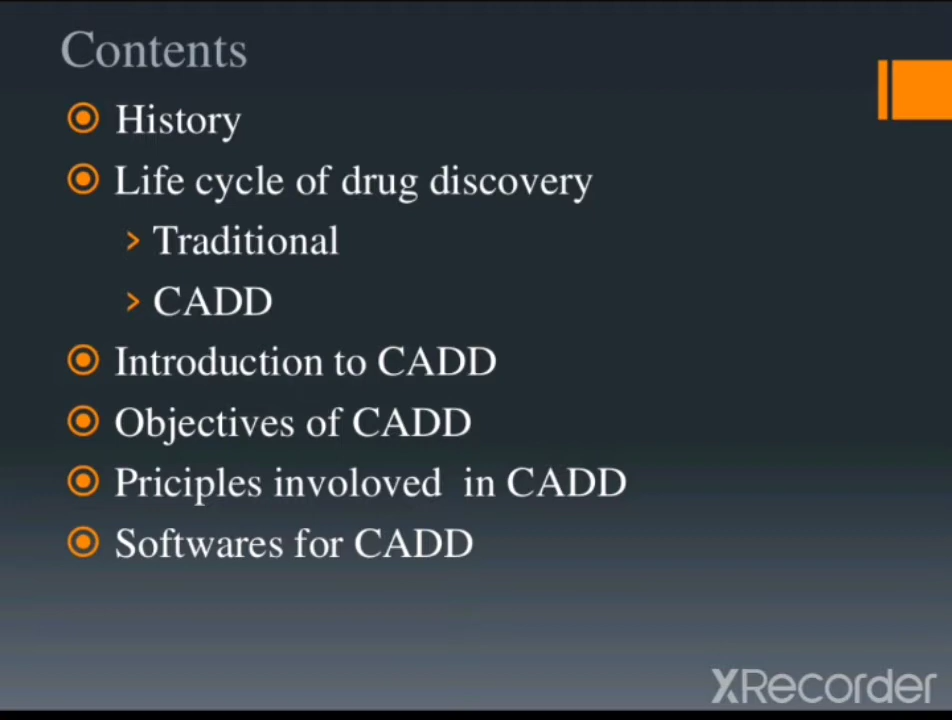 Contents
History
Life cycle of drug discovery
Traditional
CADD
Introduction to CADD
Objectives of CADD
Priciples involoved in CADD
Softwares for CADD
XRecorder